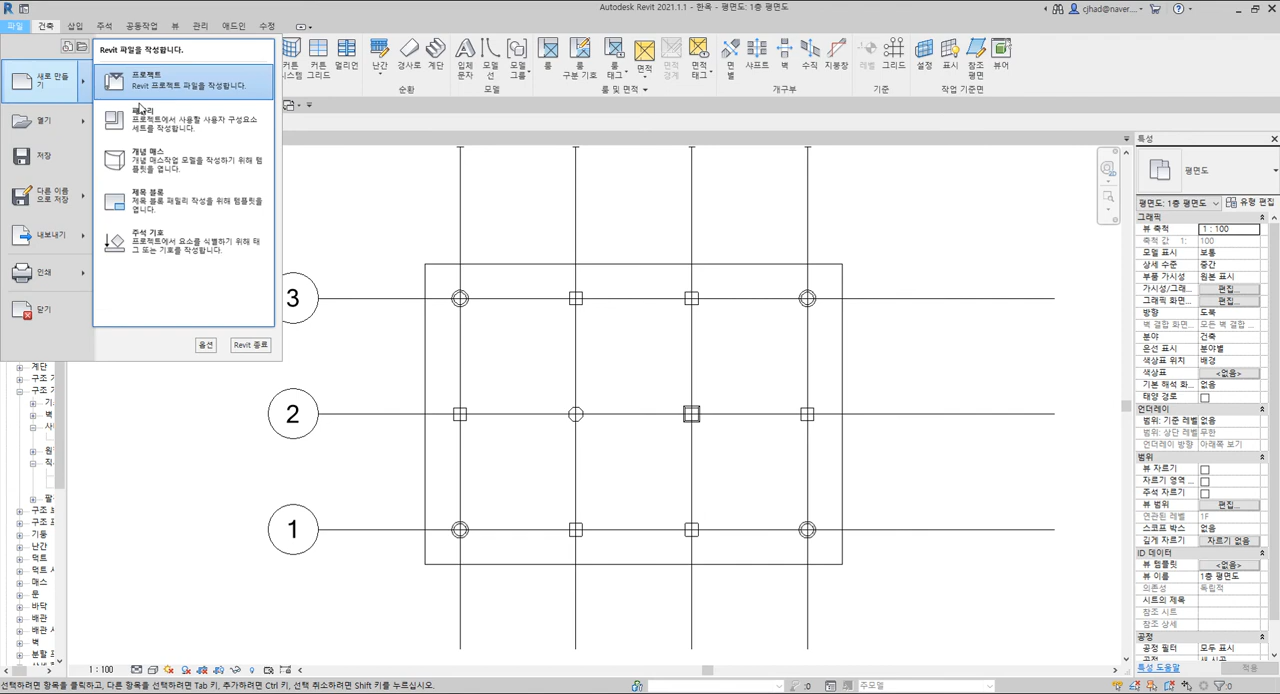 Autodesk Revit 2021.1.1 - 한옥 - 평면도: 1층 평면도
cjhad@naver....
파일 건축 삽입 주석 공동작업 뷰 관리 애드인 수정
Revit 파일을 작성합니다.
새로 만들기
프로젝트
Revit 프로젝트 파일을 작성합니다.
프로젝트에서 사용할 사용자 구성요소 세트를 작성합니다.
개념 매스
개념 매스작업 모델을 작성하기 위해 템플릿을 엽니다.
제목 블록
제목 블록 패밀리 작성을 위해 템플릿을 엽니다.
주석 기호
프로젝트에서 요소를 식별하기 위해 태그 또는 기호를 작성합니다.
열기
저장
다른 이름으로 저장
내보내기
인쇄
닫기
옵션 Revit 종료
커튼 시스템 커튼 그리드 멀리언 난간 경사로 계단 입체 문자 모델 선 모델 그룹 룸 룸 구분 기호 룸 태그 면적 면적 경계 면적 태그 면별 샤프트 벽 수직 지붕창 레벨 그리드 설정 표시 참조 평면 뷰어
순환 모델 룸 및 면적 개구부 기준 작업 기준면
3
2
1
계단
난간
매스
문
바닥
배관
벽
특성
평면도
평면도: 1층 평면도 유형 편집
그래픽
뷰 축척 1 : 100
축척 값 1: 100
모델 표시 보통
상세 수준 중간
부품 가시성 원본 표시
가시성/그래... 편집...
그래픽 화면... 편집...
방향 도북
벽 결합 화면... 모든 벽 결합 ...
분야 건축
은선 표시 분야별
색상표 위치 배경
색상표 <없음>
기본 해석 화... 없음
태양 경로
언더레이
범위: 기준 레벨 없음
범위: 상단 레벨 무한
언더레이 방향 아래쪽 보기
범위
뷰 자르기
자르기 영역 ...
주석 자르기
뷰 범위 편집...
연관된 레벨 1F
스코프 박스 없음
깊게 자르기 자르기 없음
ID 데이터
뷰 템플릿 <없음>
뷰 이름 1층 평면도
의존성 독립적
시트의 제목
참조 시트
참조 상세
공정
공정 필터 모두 표시
특성 도움말 적용
1 : 100
선택하려면 항목을 클릭하고, 다른 항목을 선택하려면 Tab 키, 추가하려면 Ctrl 키, 선택 취소하려면 Shift 키를 누르십시오.
:0 주모델 :0